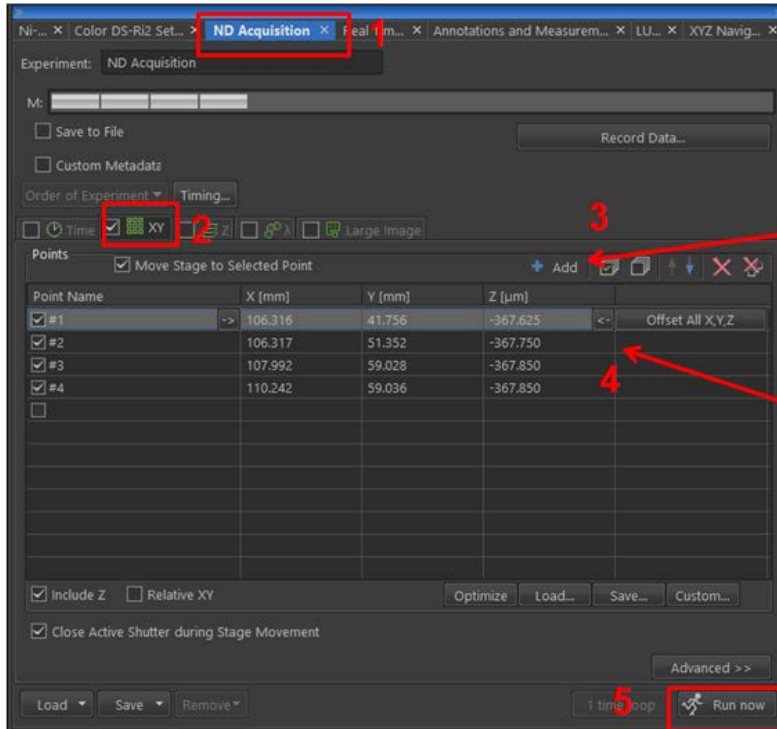 Ni-... × Color DS-Ri2 Set... × ND Acquisition × Real Tim... × Annotations and Measurem... × LU... × XYZ Navig... ×
1
Experiment: ND Acquisition
M:
Save to File
Record Data...
Custom Metadata
Order of Experiment Timing...
Time XY 2 Z λ Large Image
3
Points
Move Stage to Selected Point + Add
Point Name X [mm] Y [mm] Z [µm]
#1 -> 106.316 41.756 -367.625 <- Offset All X,Y,Z
#2 106.317 51.352 -367.750
#3 107.992 59.028 -367.850
4
#4 110.242 59.036 -367.850
Include Z Relative XY Optimize Load... Save... Custom...
Close Active Shutter during Stage Movement
Advanced >>
Load Save Remove 1 time loop 5 Run now